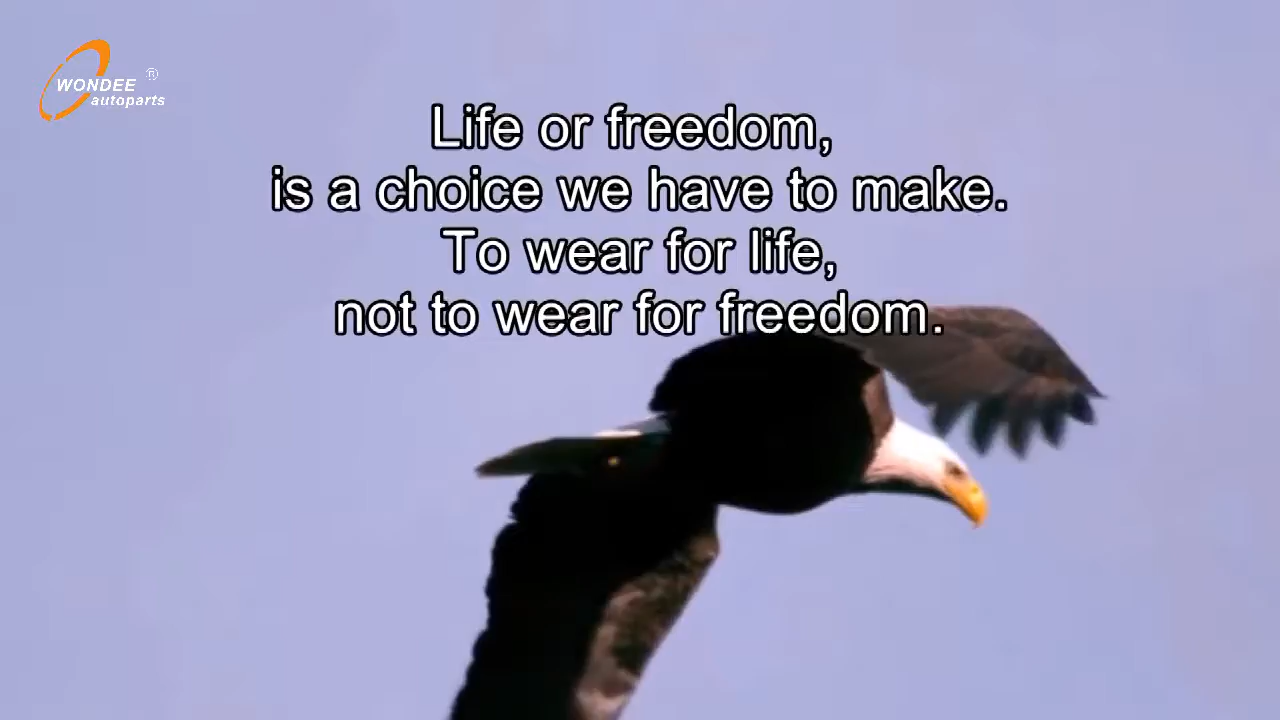 WONDEE ®
autoparts
Life or freedom,
is a choice we have to make.
To wear for life,
not to wear for freedom.